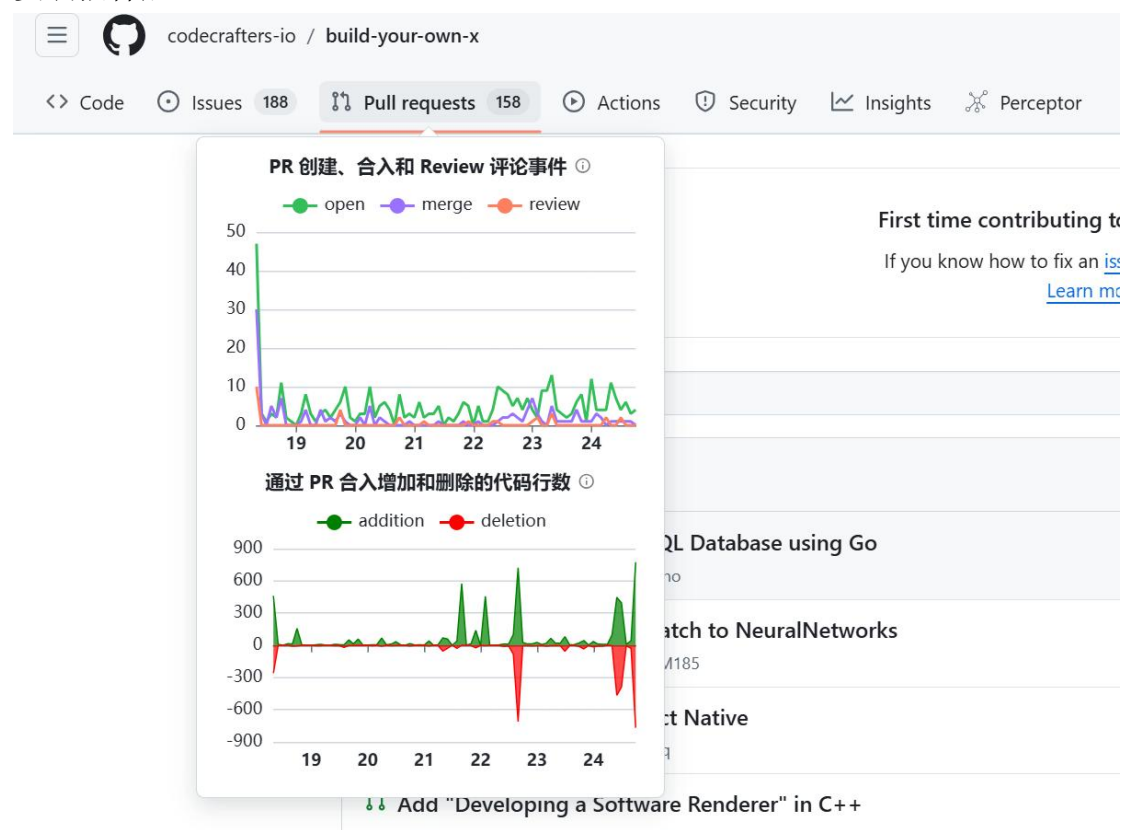 codecrafters-io / build-your-own-x
Code Issues 188 Pull requests 158 Actions Security Insights Perceptor
PR 创建、合入和 Review 评论事件
open merge review
50
40
30
20
10
0
19 20 21 22 23 24
通过 PR 合入增加和删除的代码行数
addition deletion
900
600
300
0
-300
-600
-900
19 20 21 22 23 24
First time contributing to
If you know how to fix an iss
Learn mo
QL Database using Go
no
atch to NeuralNetworks
M185
ct Native
q
Add "Developing a Software Renderer" in C++